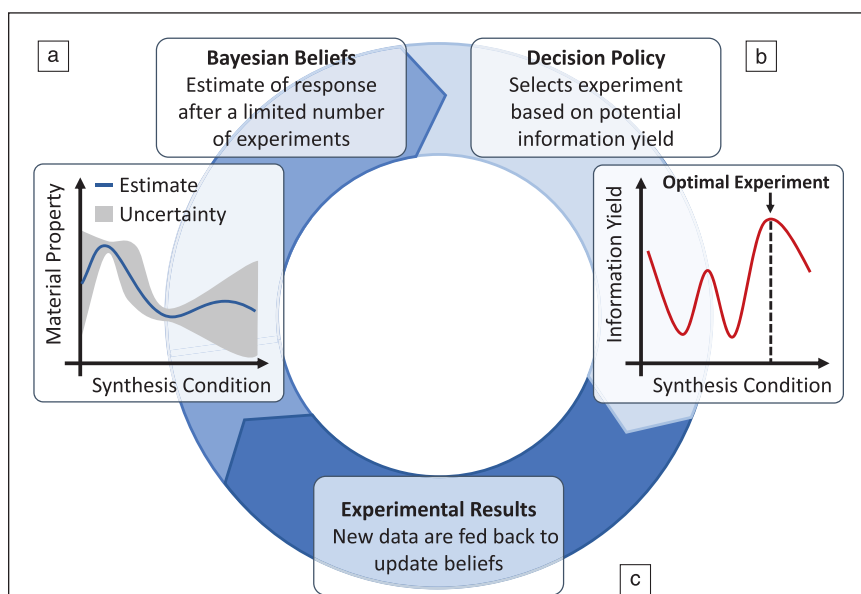 a
Bayesian Beliefs
Estimate of response
after a limited number
of experiments
Decision Policy
Selects experiment
based on potential
information yield
b
Material Property
Estimate
Uncertainty
Synthesis Condition
Information Yield
Optimal Experiment
Synthesis Condition
Experimental Results
New data are fed back to
update beliefs
c